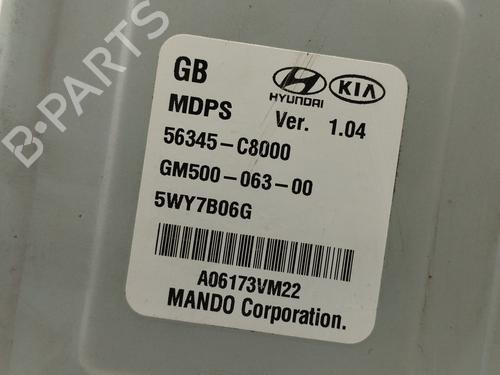 B-PARTS
GB
HYUNDAI KIA
MDPS Ver. 1.04
56345-C8000
GM500-063-00
5WY7B06G
A06173VM22
MANDO Corporation.